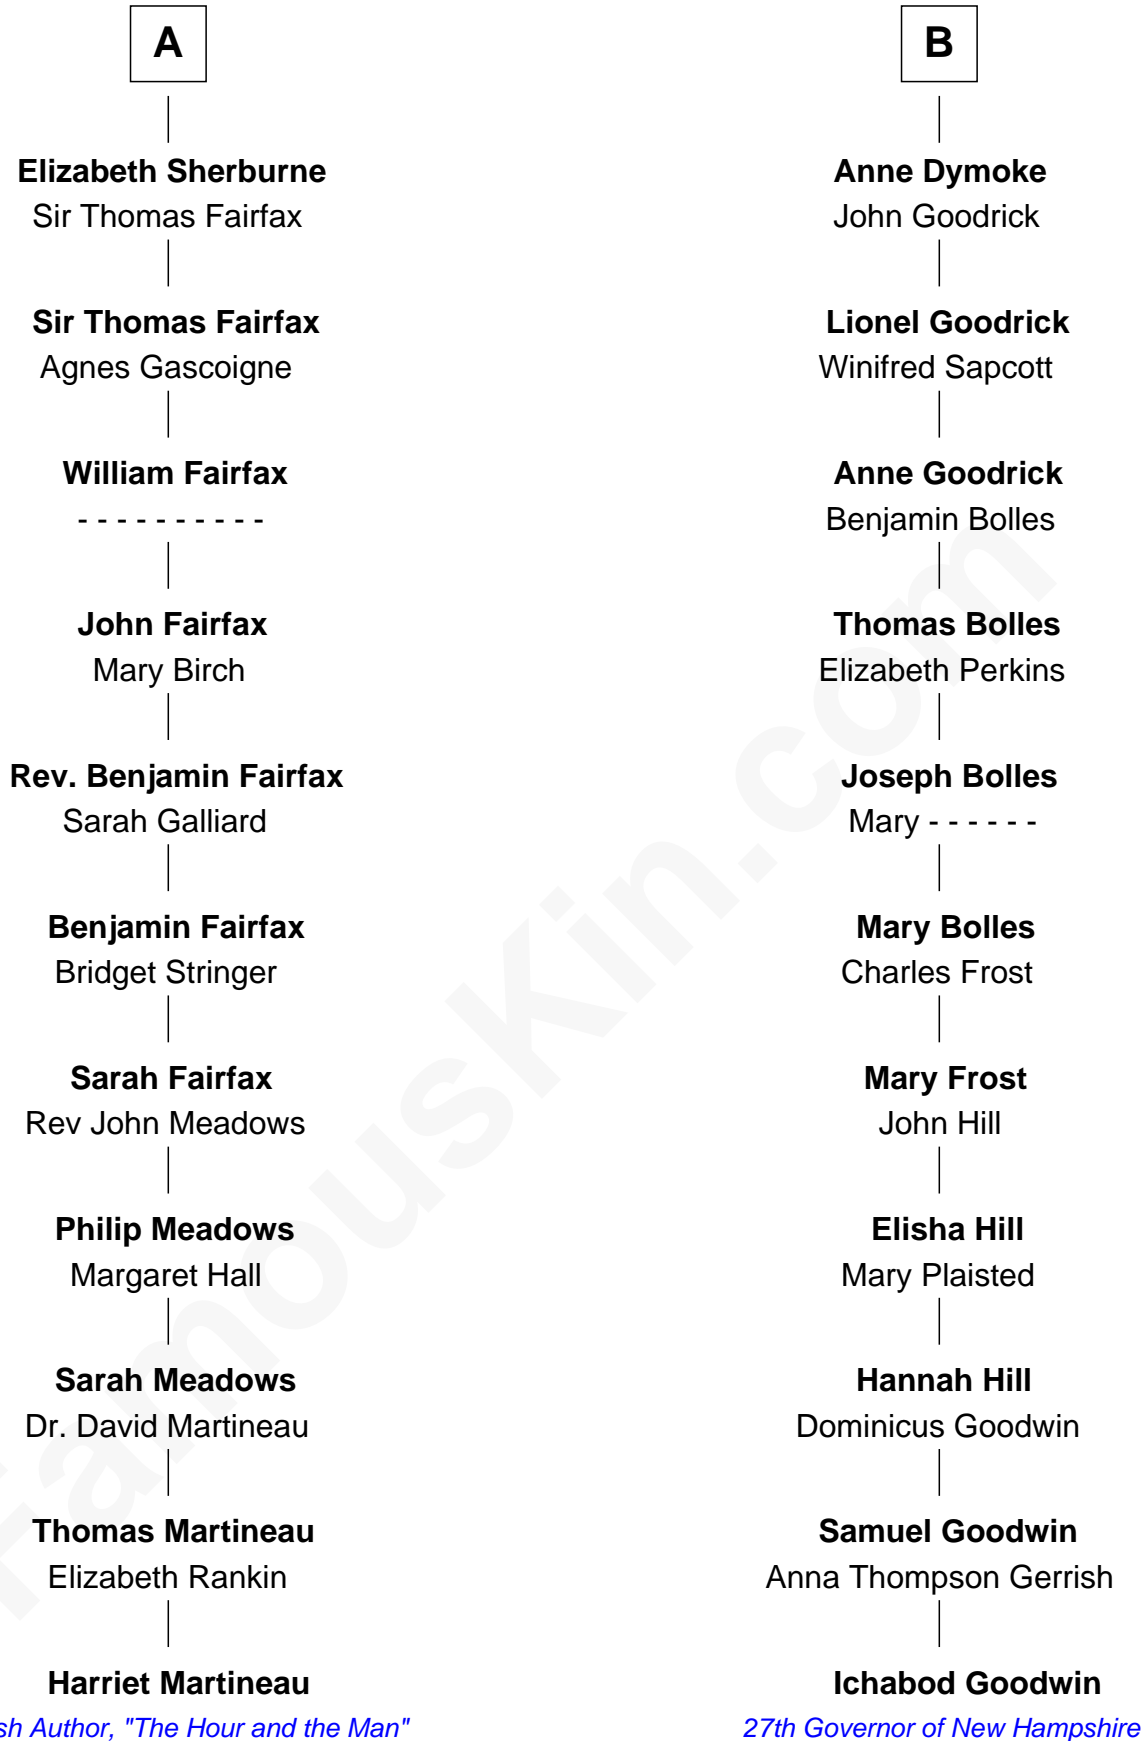 A
Elizabeth Sherburne
Sir Thomas Fairfax
Sir Thomas Fairfax
Agnes Gascoigne
William Fairfax
- - - - - - - - - -
John Fairfax
Mary Birch
Rev. Benjamin Fairfax
Sarah Galliard
Benjamin Fairfax
Bridget Stringer
Sarah Fairfax
Rev John Meadows
Philip Meadows
Margaret Hall
Sarah Meadows
Dr. David Martineau
Thomas Martineau
Elizabeth Rankin
Harriet Martineau
sh Author, "The Hour and the Man"
B
Anne Dymoke
John Goodrick
Lionel Goodrick
Winifred Sapcott
Anne Goodrick
Benjamin Bolles
Thomas Bolles
Elizabeth Perkins
Joseph Bolles
Mary - - - - - -
Mary Bolles
Charles Frost
Mary Frost
John Hill
Elisha Hill
Mary Plaisted
Hannah Hill
Dominicus Goodwin
Samuel Goodwin
Anna Thompson Gerrish
Ichabod Goodwin
27th Governor of New Hampshire
FamousKin.com